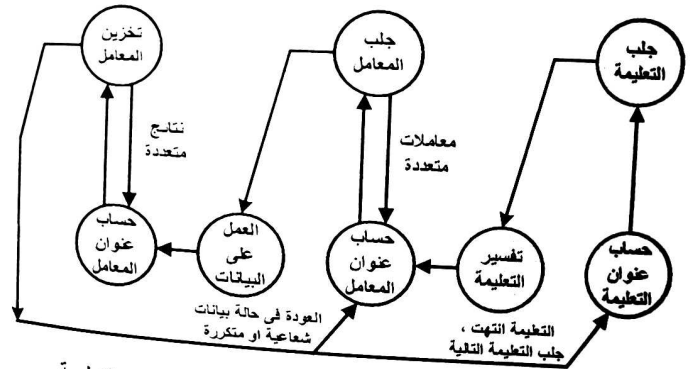 جلب
التعليمة
جلب
المعامل
تخزين
المعامل
معاملات
متعددة
نتائج
متعددة
حساب
عنوان
التعليمة
تفسير
التعليمة
حساب
عنوان
المعامل
العمل
على
البيانات
حساب
عنوان
المعامل
التعليمة انتهت ،
جلب التعليمة التالية
العودة في حالة بيانات
شعاعية او متكررة